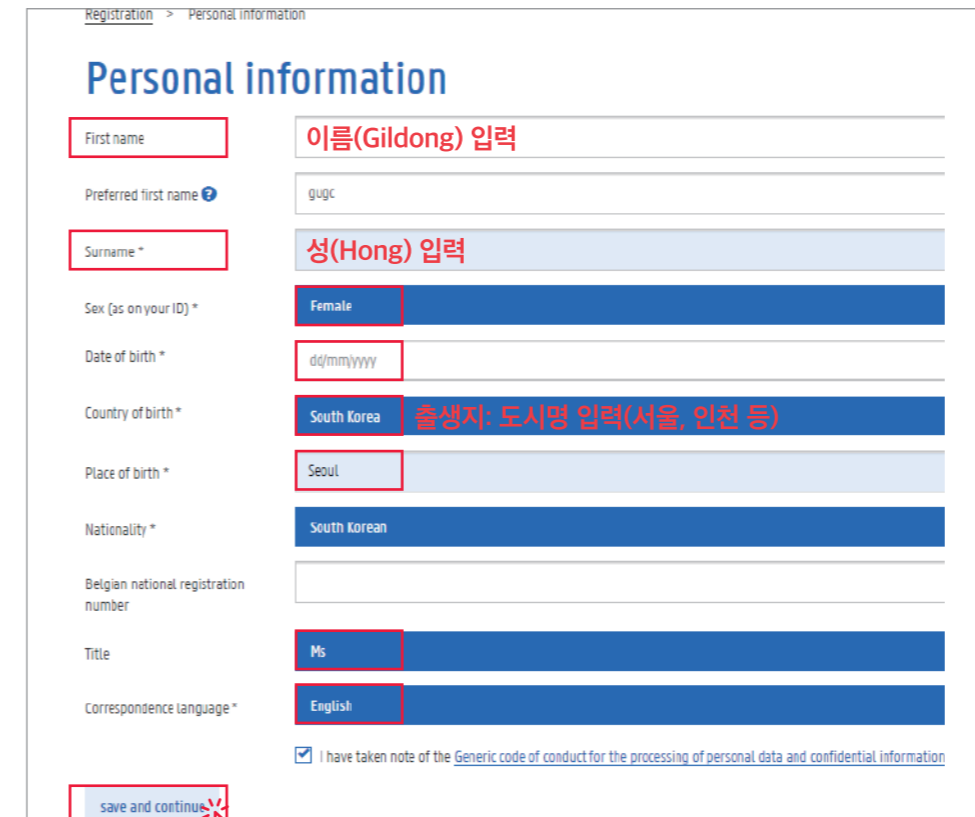 Registration > Personal information
Personal information
First name 이름(Gildong) 입력
Preferred first name ? gugc
Surname * 성(Hong) 입력
Sex (as on your ID) * Female
Date of birth * dd/mm/yyyy
Country of birth * South Korea 출생지: 도시명 입력(서울, 인천 등)
Place of birth * Seoul
Nationality * South Korean
Belgian national registration
number
Title Ms
Correspondence language * English
I have taken note of the Generic code of conduct for the processing of personal data and confidential information
save and continue